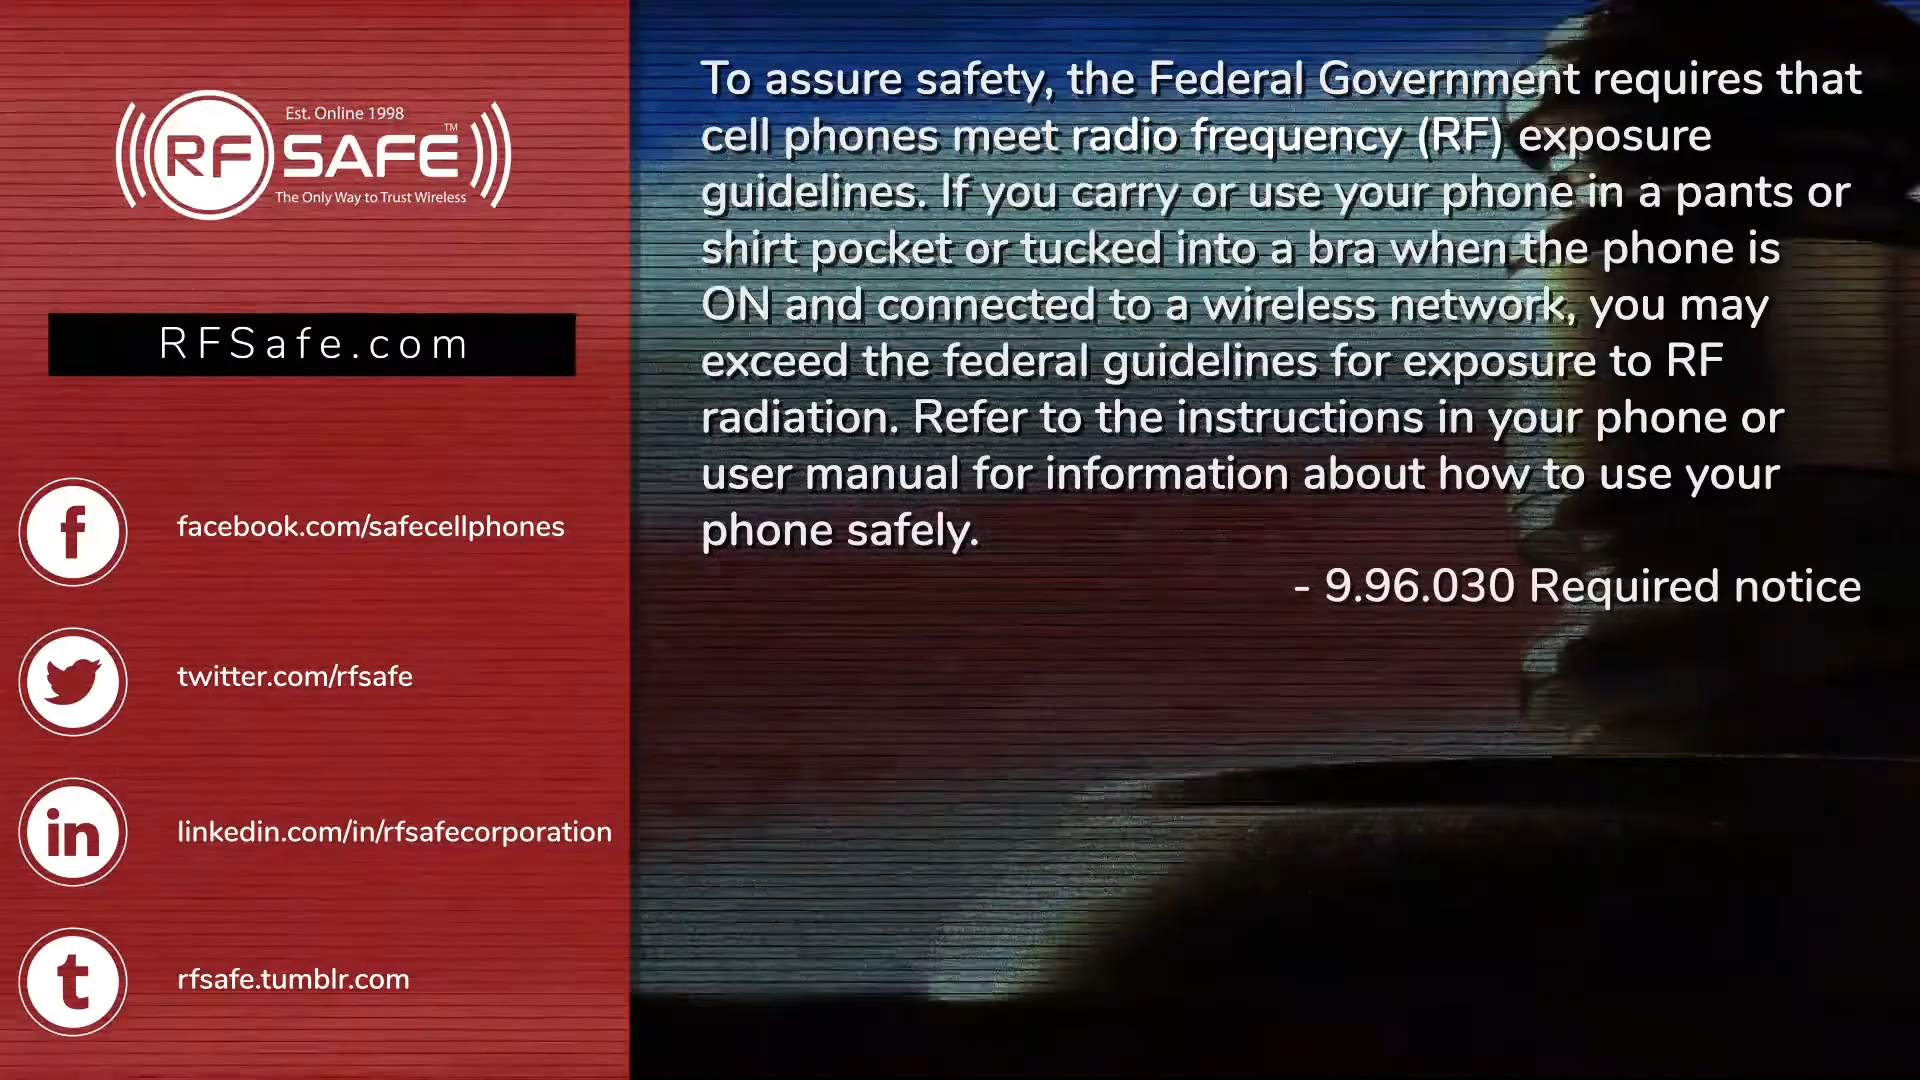 Est. Online 1998
RF SAFE™
The Only Way to Trust Wireless
RFSafe.com
facebook.com/safecellphones
twitter.com/rfsafe
linkedin.com/in/rfsafecorporation
rfsafe.tumblr.com
To assure safety, the Federal Government requires that
cell phones meet radio frequency (RF) exposure
guidelines. If you carry or use your phone in a pants or
shirt pocket or tucked into a bra when the phone is
ON and connected to a wireless network, you may
exceed the federal guidelines for exposure to RF
radiation. Refer to the instructions in your phone or
user manual for information about how to use your
phone safely.
- 9.96.030 Required notice